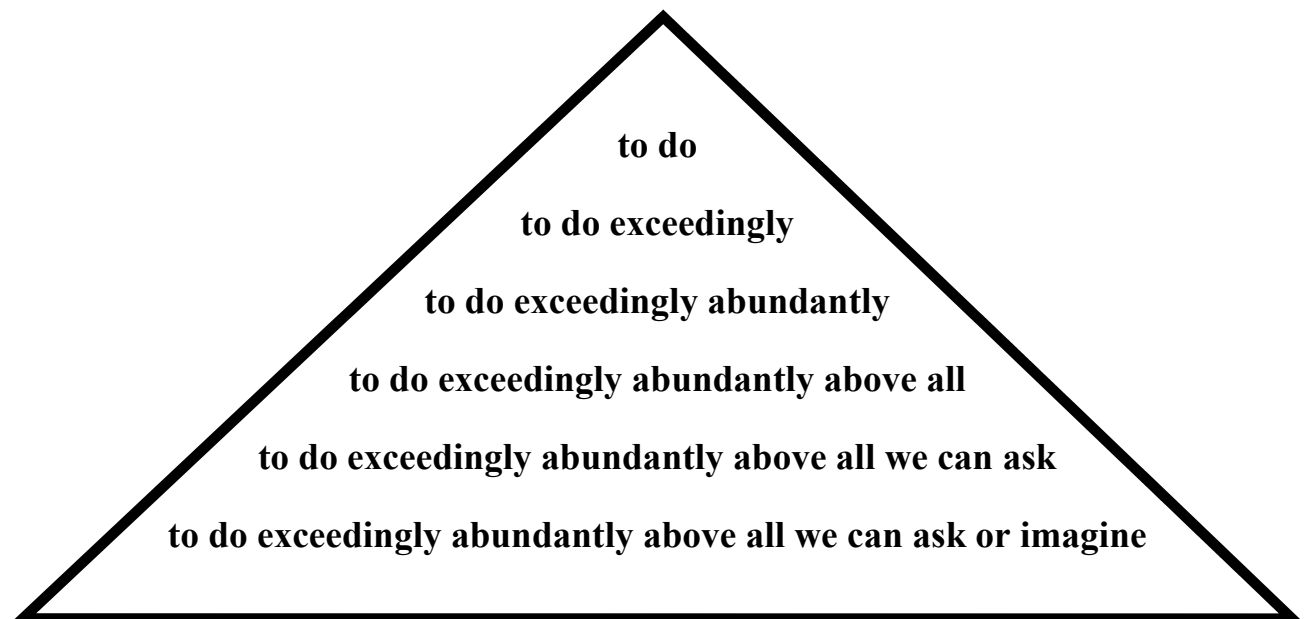 to do
to do exceedingly
to do exceedingly abundantly
to do exceedingly abundantly above all
to do exceedingly abundantly above all we can ask
to do exceedingly abundantly above all we can ask or imagine